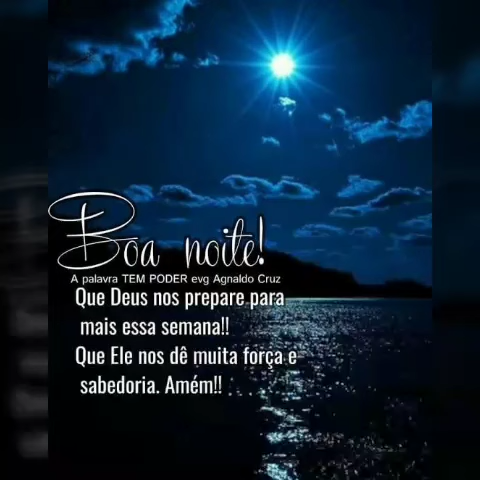 Boa noite!
A palavra TEM PODER evg Agnaldo Cruz
Que Deus nos prepare para
mais essa semana!!
Que Ele nos dê muita força e
sabedoria. Amém!!